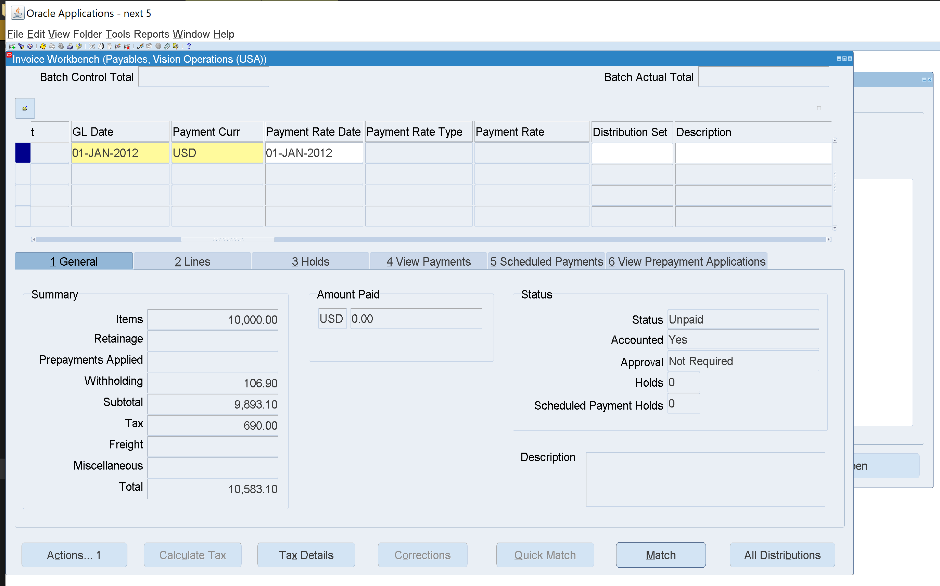 Oracle Applications - next 5
File Edit View Folder Tools Reports Window Help
Invoice Workbench (Payables, Vision Operations (USA))
Batch Control Total Batch Actual Total
t GL Date Payment Curr Payment Rate Date Payment Rate Type Payment Rate Distribution Set Description
01-JAN-2012 USD 01-JAN-2012
1 General 2 Lines 3 Holds 4 View Payments 5 Scheduled Payments 6 View Prepayment Applications
Summary Amount Paid Status
Items 10,000.00 USD 0.00 Status Unpaid
Retainage Accounted Yes
Prepayments Applied Approval Not Required
Withholding 106.90 Holds 0
Subtotal 9,893.10 Scheduled Payment Holds 0
Tax 690.00
Freight
Miscellaneous Description
Total 10,583.10
en
Actions... 1 Calculate Tax Tax Details Corrections Quick Match Match All Distributions